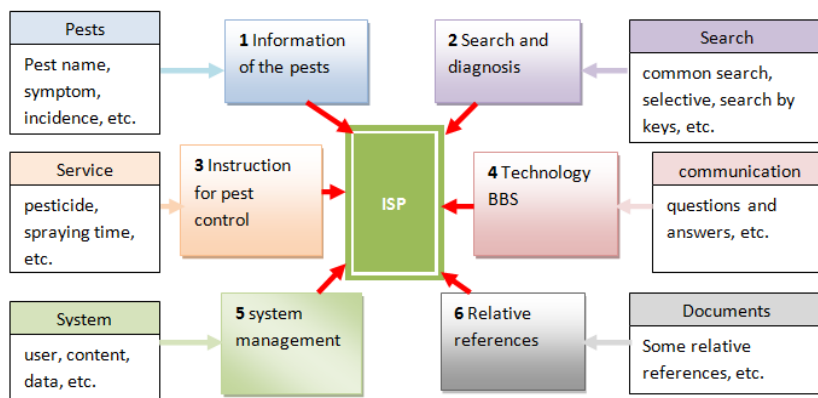 Pests
Pest name,
symptom,
incidence, etc.
1 Information
of the pests
2 Search and
diagnosis
Search
common search,
selective, search by
keys, etc.
Service
pesticide,
spraying time,
etc.
3 Instruction
for pest
control
ISP
4 Technology
BBS
communication
questions and
answers, etc.
System
user, content,
data, etc.
5 system
management
6 Relative
references
Documents
Some relative
references, etc.